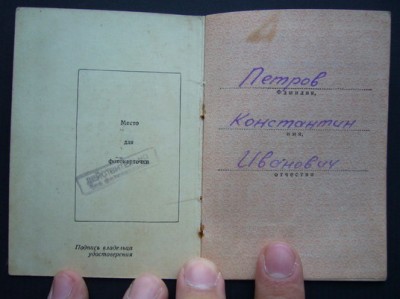 Место
для
фотокарточки
Подпись владельца
удостоверения
Петров
Фамилия,
Константин
имя,
Иванович
отчество